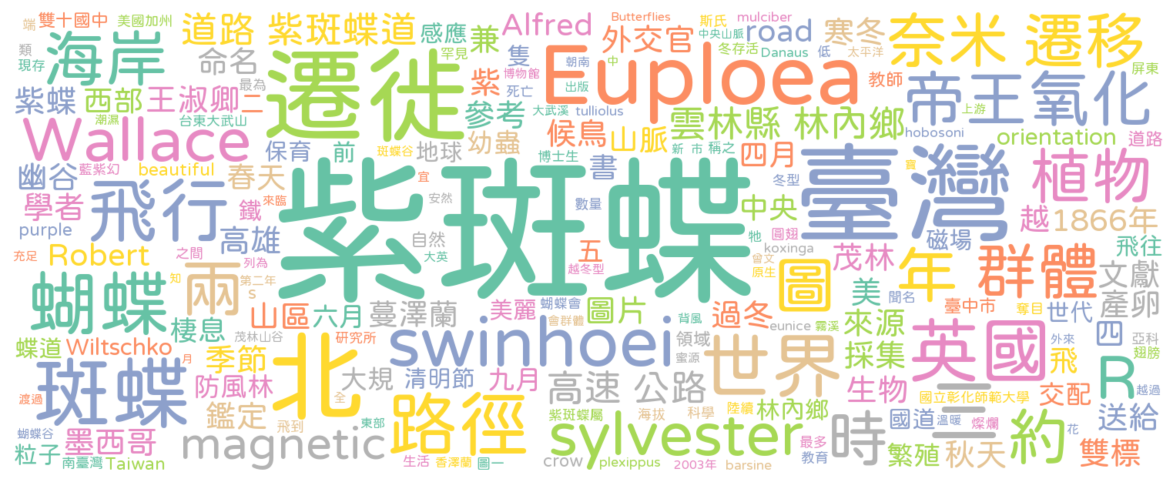 端 雙十國中 美國加州 道路 紫斑蝶道 感應 兼 Alfred Butterflies 斯氏 mulciber 寒冬 奈米 遷移
類 現存 海岸 命名 最為 遷徙 罕見 紫 隻 外交官 中央山脈 road 太平洋
冬存活 Danaus 低 朝南 博物館 死亡 出版 中 教師 屏東
紫蝶 西部 王淑卿 二 參考 Euploea 帝王 氧化
潮濕 台東大武山 大武溪 tulliolus 雲林縣 林內鄉 上游
Wallace 保育 前 斑蝶谷 地球 幼蟲 候鳥 山脈 hobosoni orientation 道路
藍紫幻 beautiful 博士生 書 新 市 稱之 四月 臺灣 植物
幽谷 春天 紫斑蝶 冬型 宜 安然 數量 中央
學者 來臨 飛行 鐵 牠 圓翅 越 1866年
purple 高雄 自然 大英 五 koxinga 曾文 原生 磁場 飛往
Robert 之間 列為 越冬型 茂林 年 群體 文獻
充足 知 第二年 S 蝴蝶 兩 圖 聞名 奪目 產卵
山區 六月 蔓澤蘭 美麗 蝴蝶會 圖片 過冬 美 臺中市 世代
棲息 茂林山谷 研究所 會群體 背風 eunice 霧溪 來源 四
蝶道 Wiltschko 月 季節 北 swinhoei 領域 蜜源 世界 採集 英國 飛 外來 亞科 翅膀
斑蝶 防風林 大規 清明節 九月 高速 公路 生物 三 交配 R 越過
渡過 鑑定 全 路徑 紫斑蝶屬 海拔 科學 陸續 林內鄉 時 國立彰化師範大學 約 送給
蝴蝶谷 墨西哥 飛到 東部 sylvester 最多 國道 溫暖 燦爛 花
粒子 南臺灣 Taiwan magnetic 生活 香澤蘭 圖一 crow plexippus 2003年 barsine 教育 繁殖 秋天 雙標